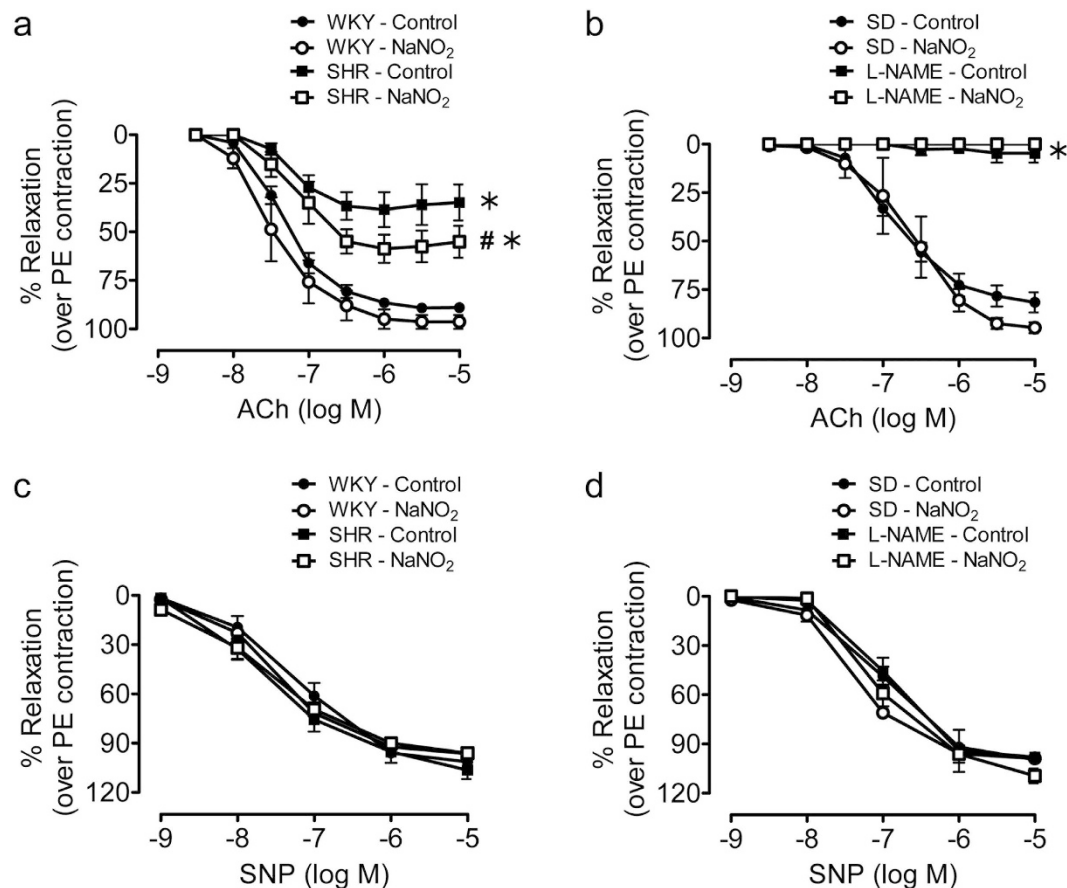 a
WKY - Control
WKY - NaNO₂
SHR - Control
SHR - NaNO₂
% Relaxation
(over PE contraction)
0
25
50
75
100
*
# *
-9 -8 -7 -6 -5
ACh (log M)
b
SD - Control
SD - NaNO₂
L-NAME - Control
L-NAME - NaNO₂
% Relaxation
(over PE contraction)
0
25
50
75
100
*
-9 -8 -7 -6 -5
ACh (log M)
c
WKY - Control
WKY - NaNO₂
SHR - Control
SHR - NaNO₂
% Relaxation
(over PE contraction)
0
30
60
90
120
-9 -8 -7 -6 -5
SNP (log M)
d
SD - Control
SD - NaNO₂
L-NAME - Control
L-NAME - NaNO₂
% Relaxation
(over PE contraction)
0
30
60
90
120
-9 -8 -7 -6 -5
SNP (log M)